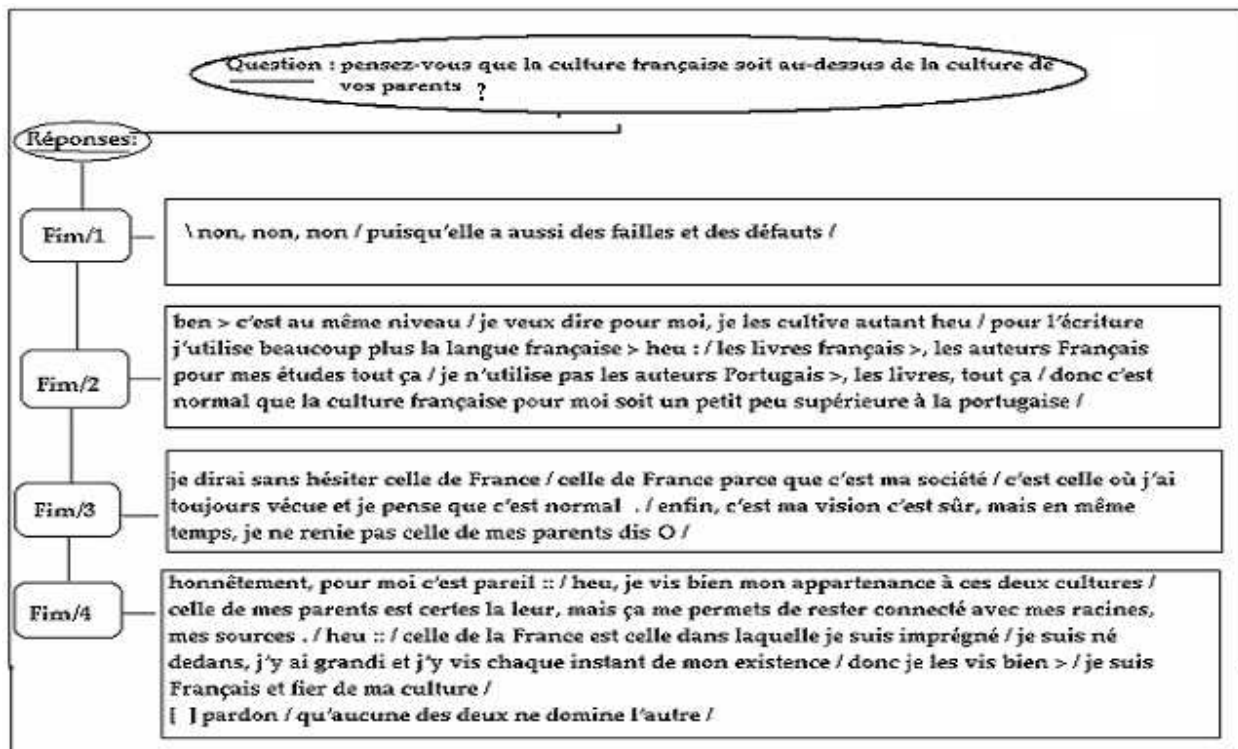 Question : pensez-vous que la culture française soit au-dessus de la culture de
vos parents ?
Réponses:
Fim/1
\ non, non, non / puisqu'elle a aussi des failles et des défauts /
Fim/2
ben > c'est au même niveau / je veux dire pour moi, je les cultive autant heu / pour l'écriture
j'utilise beaucoup plus la langue française > heu : / les livres français >, les auteurs Français
pour mes études tout ça / je n'utilise pas les auteurs Portugais >, les livres, tout ça / donc c'est
normal que la culture française pour moi soit un petit peu supérieure à la portugaise /
Fim/3
je dirai sans hésiter celle de France / celle de France parce que c'est ma société / c'est celle où j'ai
toujours vécue et je pense que c'est normal . / enfin, c'est ma vision c'est sûr, mais en même
temps, je ne renie pas celle de mes parents dis O /
Fim/4
honnêtement, pour moi c'est pareil :: / heu, je vis bien mon appartenance à ces deux cultures /
celle de mes parents est certes la leur, mais ça me permets de rester connecté avec mes racines,
mes sources . / heu :: / celle de la France est celle dans laquelle je suis imprégné / je suis né
dedans, j'y ai grandi et j'y vis chaque instant de mon existence / donc je les vis bien > / je suis
Français et fier de ma culture /
[ ] pardon / qu'aucune des deux ne domine l'autre /